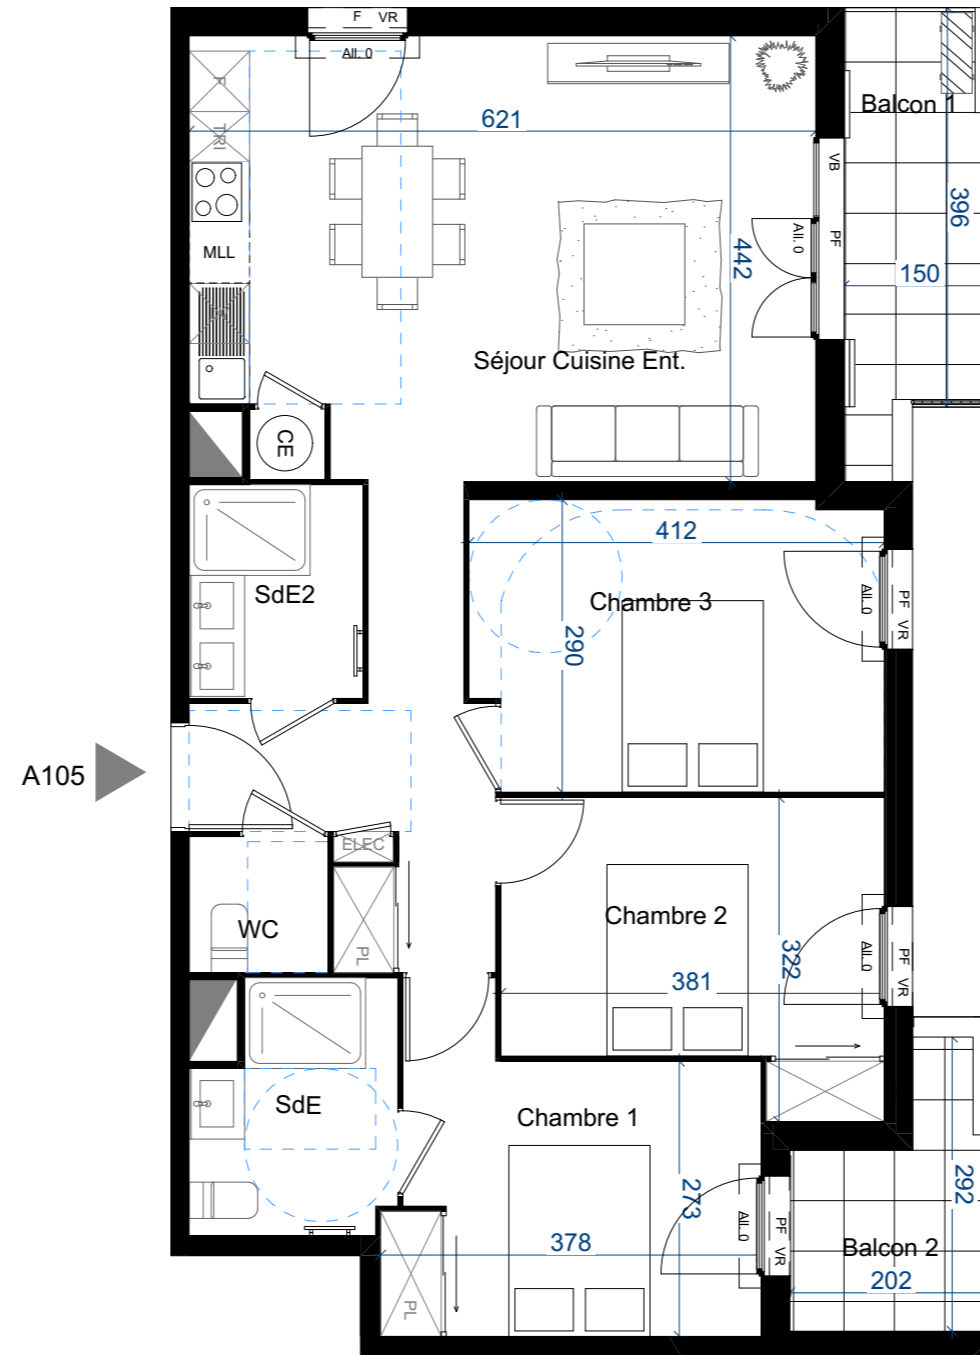 F VR
All. 0
Balcon 1
F
TRI
621
VB
396
MLL
442
All. 0
PF
150
Séjour Cuisine Ent.
CE
412
SdE2
Chambre 3
All. 0
PF VR
290
A105
ELEC
WC
PL
Chambre 2
322
381
All. 0
PF VR
SdE
Chambre 1
273
292
All. 0
PF VR
378
Balcon 2
202
PL